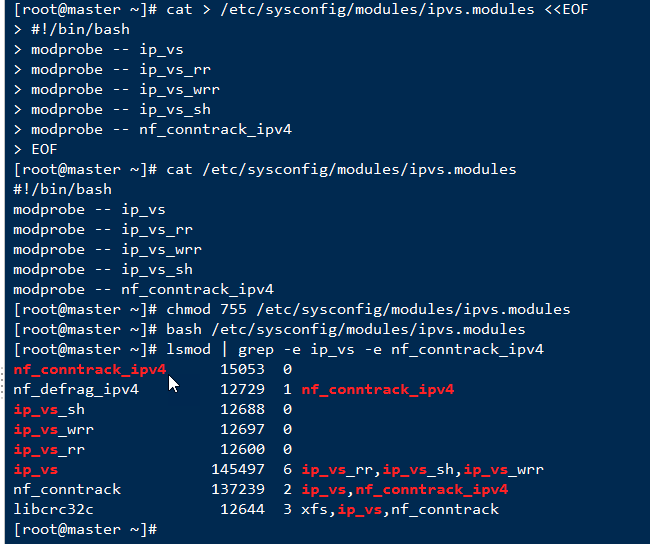 [root@master ~]# cat > /etc/sysconfig/modules/ipvs.modules <<EOF
> #!/bin/bash
> modprobe -- ip_vs
> modprobe -- ip_vs_rr
> modprobe -- ip_vs_wrr
> modprobe -- ip_vs_sh
> modprobe -- nf_conntrack_ipv4
> EOF
[root@master ~]# cat /etc/sysconfig/modules/ipvs.modules
#!/bin/bash
modprobe -- ip_vs
modprobe -- ip_vs_rr
modprobe -- ip_vs_wrr
modprobe -- ip_vs_sh
modprobe -- nf_conntrack_ipv4
[root@master ~]# chmod 755 /etc/sysconfig/modules/ipvs.modules
[root@master ~]# bash /etc/sysconfig/modules/ipvs.modules
[root@master ~]# lsmod | grep -e ip_vs -e nf_conntrack_ipv4
nf_conntrack_ipv4      15053  0
nf_defrag_ipv4         12729  1 nf_conntrack_ipv4
ip_vs_sh               12688  0
ip_vs_wrr              12697  0
ip_vs_rr               12600  0
ip_vs                 145497  6 ip_vs_rr,ip_vs_sh,ip_vs_wrr
nf_conntrack          137239  2 ip_vs,nf_conntrack_ipv4
libcrc32c              12644  3 xfs,ip_vs,nf_conntrack
[root@master ~]#